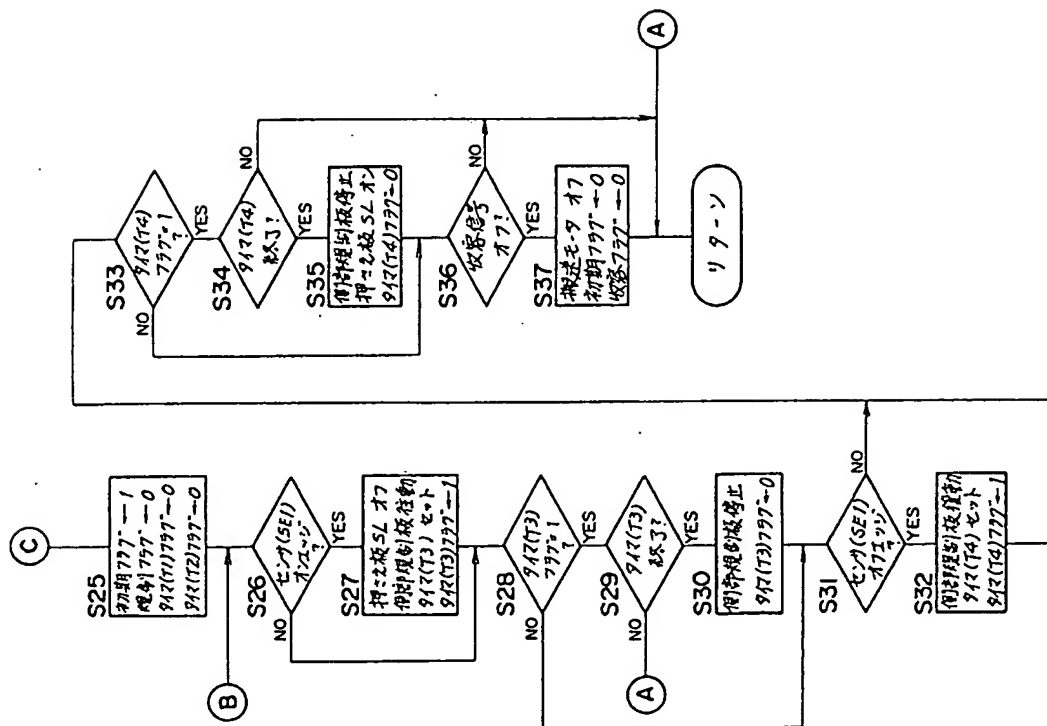 C
S25
初期フラグ←1
規制フラグ←0
タイマ(T1)フラグ←0
タイマ(T2)フラグ←0
B
S26
センサ(SE1)
オンエッジ
?
NO
YES
S27
押さえ板SL オフ
側部規制板往動
タイマ(T3) セット
タイマ(T3)フラグ←1
S28
タイマ(T3)
フラグ=1
?
NO
YES
S29
タイマ(T3)
終了?
NO
YES
A
S30
側部規制板停止
タイマ(T3)フラグ←0
S31
センサ(SE1)
オフエッジ
?
NO
YES
S32
側部規制板復動
タイマ(T4)セット
タイマ(T4)フラグ←1
S33
タイマ(T4)
フラグ=1
?
NO
YES
S34
タイマ(T4)
終了?
NO
YES
S35
側部規制板停止
押さえ板SL オン
タイマ(T4)フラグ←0
S36
収容信号
オフ?
NO
YES
S37
搬送モータ オフ
初期フラグ←0
収容フラグ←0
A
リターン